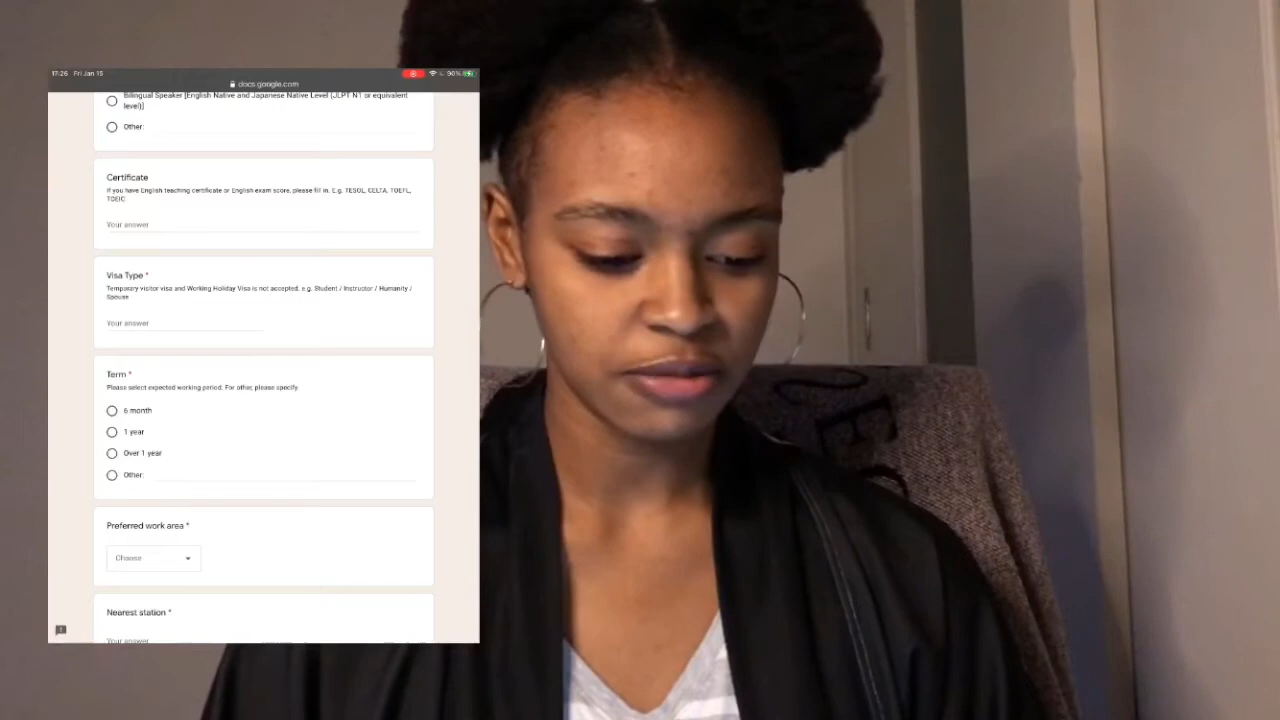 17:26 Fri Jan 15
90%
docs.google.com
Bilingual Speaker [English Native and Japanese Native Level (JLPT N1 or equivalent
level)]
Other:
Certificate
If you have English teaching certificate or English exam score, please fill in. E.g. TESOL, CELTA, TOEFL,
TOEIC
Your answer
Visa Type *
Temporary visitor visa and Working Holiday Visa is not accepted. e.g. Student / Instructor / Humanity /
Spouse
Your answer
Term *
Please select expected working period. For other, please specify.
6 month
1 year
Over 1 year
Other:
Preferred work area *
Choose
Nearest station *
Your answer